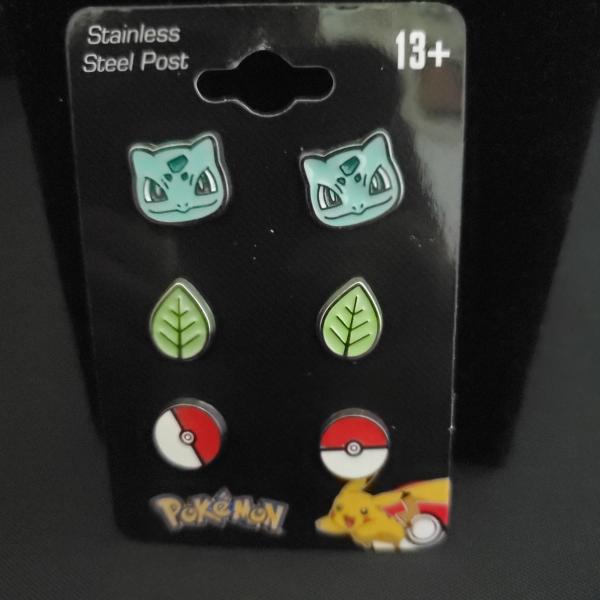 Stainless
Steel Post
13+
POKéMON